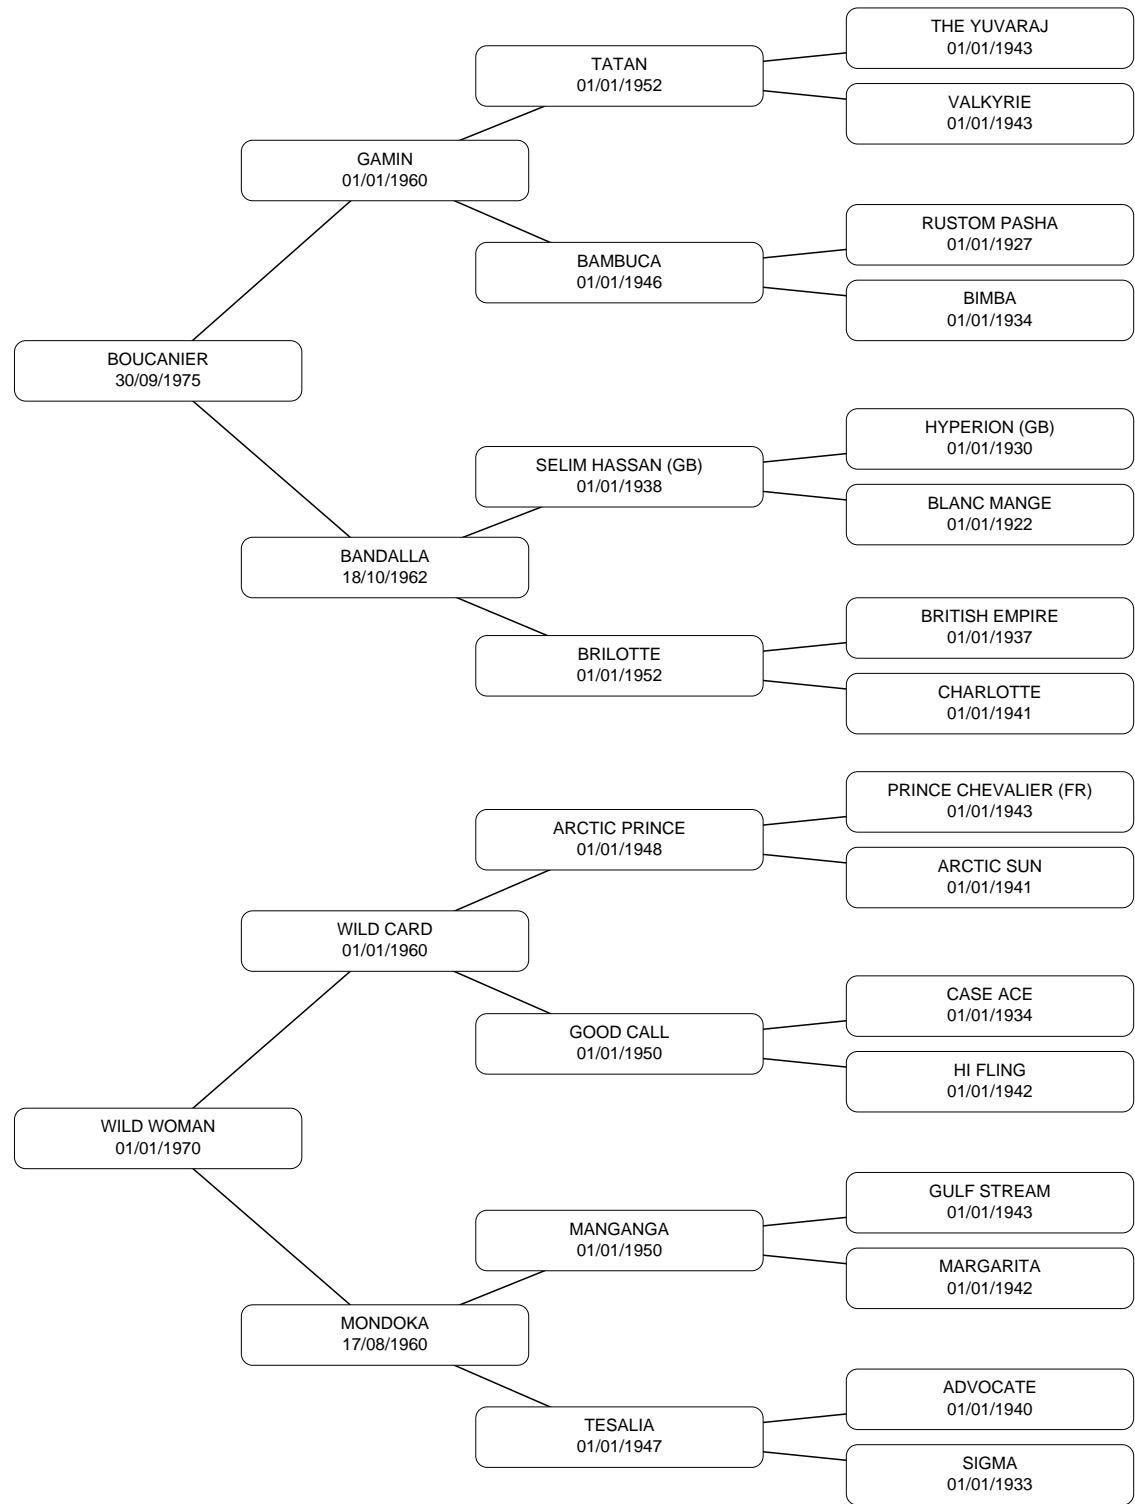 THE YUVARAJ
01/01/1943
TATAN
01/01/1952
VALKYRIE
01/01/1943
GAMIN
01/01/1960
RUSTOM PASHA
01/01/1927
BAMBUCA
01/01/1946
BIMBA
01/01/1934
BOUCANIER
30/09/1975
HYPERION (GB)
01/01/1930
SELIM HASSAN (GB)
01/01/1938
BLANC MANGE
01/01/1922
BANDALLA
18/10/1962
BRITISH EMPIRE
01/01/1937
BRILOTTE
01/01/1952
CHARLOTTE
01/01/1941
PRINCE CHEVALIER (FR)
01/01/1943
ARCTIC PRINCE
01/01/1948
ARCTIC SUN
01/01/1941
WILD CARD
01/01/1960
CASE ACE
01/01/1934
GOOD CALL
01/01/1950
HI FLING
01/01/1942
WILD WOMAN
01/01/1970
GULF STREAM
01/01/1943
MANGANGA
01/01/1950
MARGARITA
01/01/1942
MONDOKA
17/08/1960
ADVOCATE
01/01/1940
TESALIA
01/01/1947
SIGMA
01/01/1933